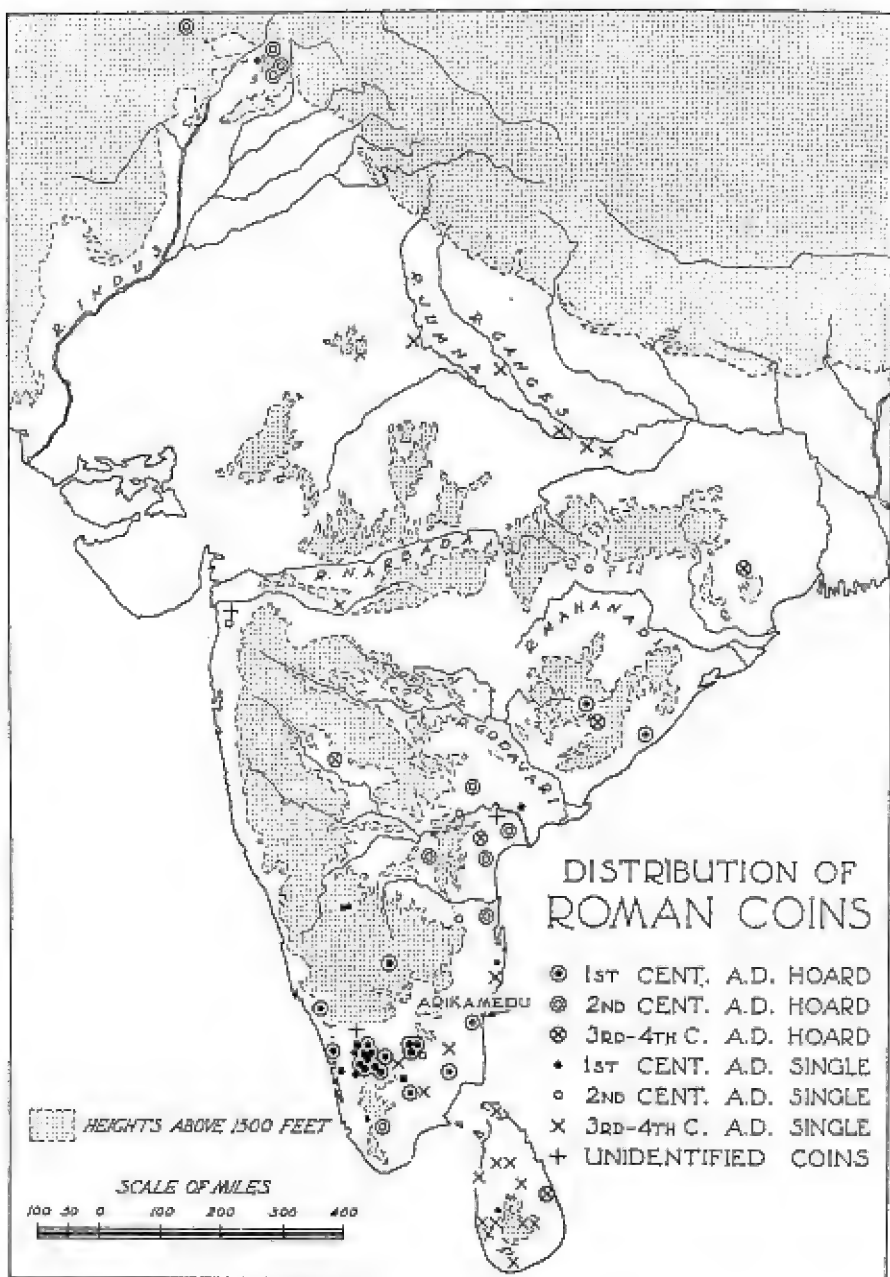 R. INDUS
R. JUMNA
R. GANGES
R. NARBADA
R. MAHANADI
GODAVARI
DISTRIBUTION OF
ROMAN COINS
ARIKAMEDU
1ST CENT. A.D. HOARD
2ND CENT. A.D. HOARD
3RD-4TH C. A.D. HOARD
1ST CENT. A.D. SINGLE
2ND CENT. A.D. SINGLE
3RD-4TH C. A.D. SINGLE
UNIDENTIFIED COINS
HEIGHTS ABOVE 1500 FEET
SCALE OF MILES
100 50 0 100 200 300 400